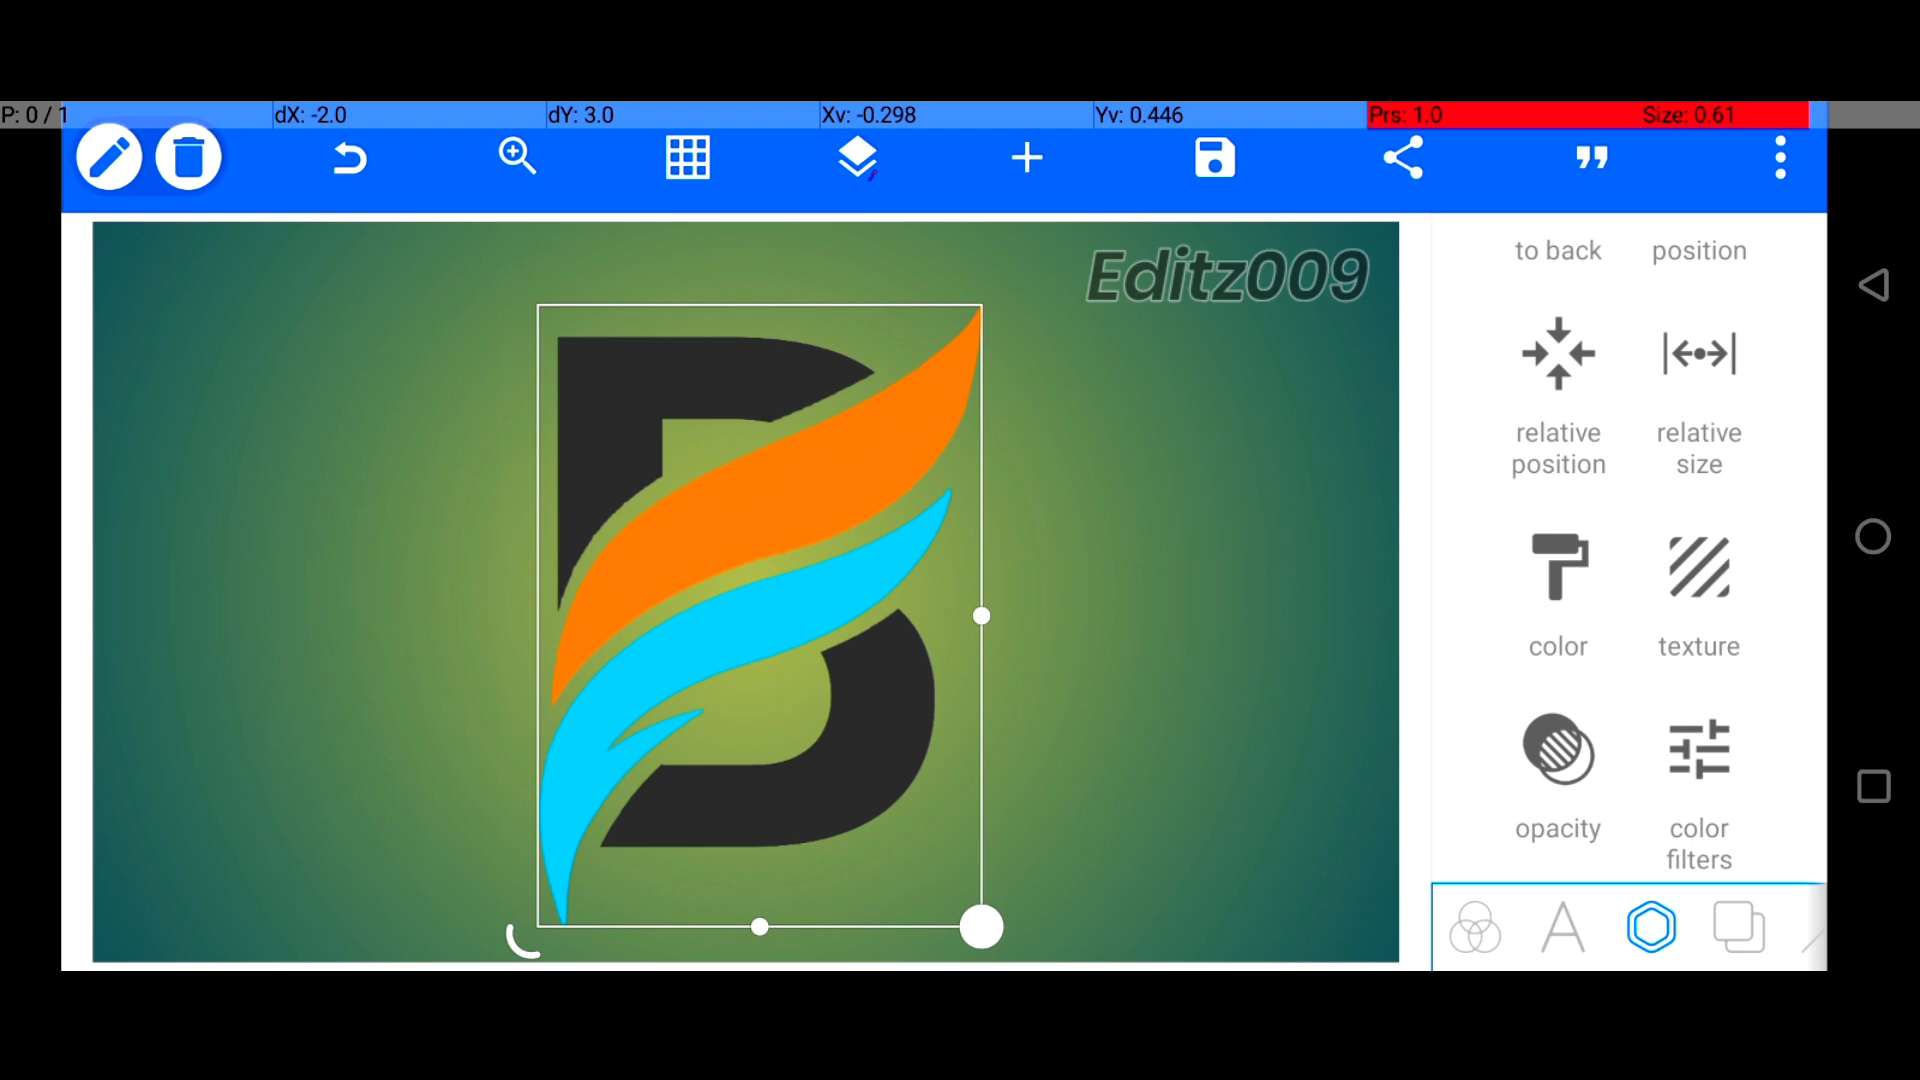 P: 0 / 1 dX: -2.0 dY: 3.0 Xv: -0.298 Yv: 0.446 Prs: 1.0 Size: 0.61
Editz009
to back position
relative position
relative size
color texture
opacity
color filters
B